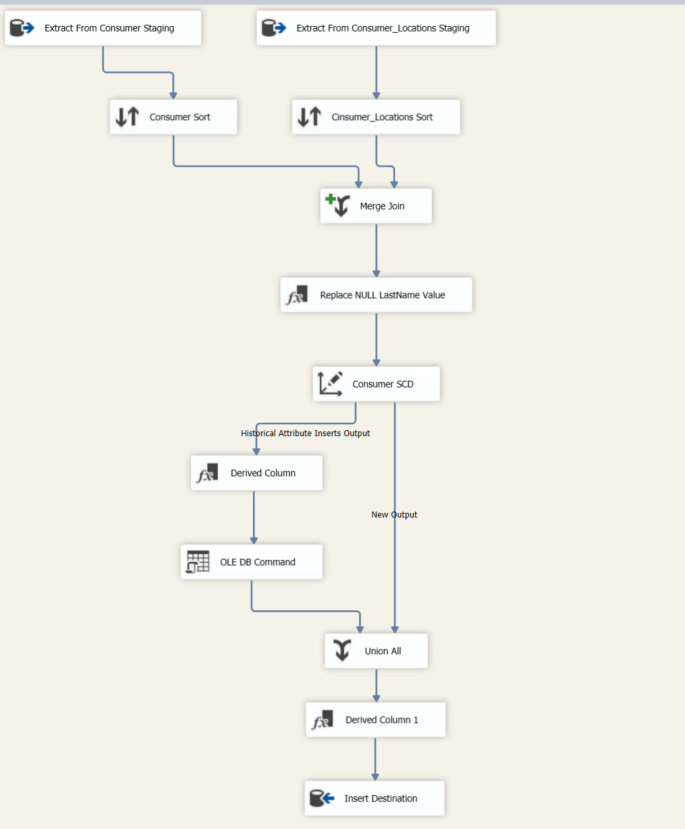 Extract From Consumer Staging
Extract From Consumer_Locations Staging
Consumer Sort
Cinsumer_Locations Sort
Merge Join
Replace NULL LastName Value
Consumer SCD
Historical Attribute Inserts Output
Derived Column
New Output
OLE DB Command
Union All
Derived Column 1
Insert Destination